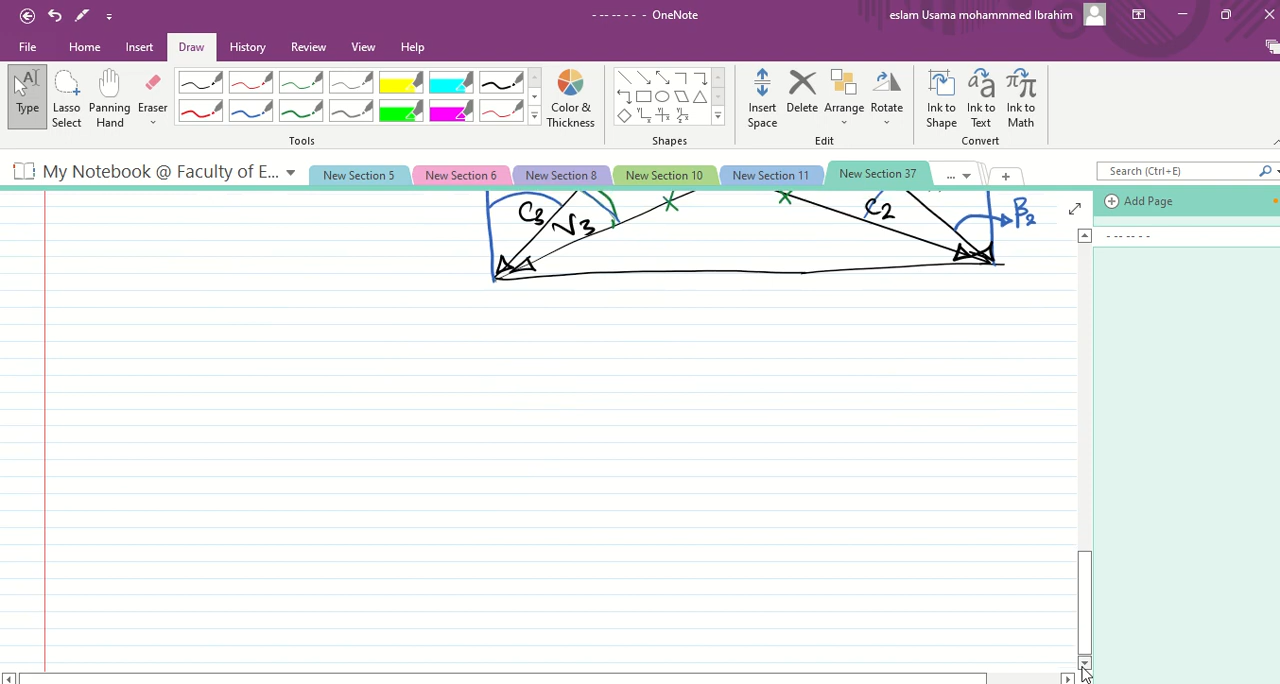 - -- -- -- - OneNote
eslam Usama mohammmed Ibrahim
File Home Insert Draw History Review View Help
Type
Lasso Select
Panning Hand
Eraser
Color & Thickness
Insert Space
Delete
Arrange
Rotate
Ink to Shape
Ink to Text
Ink to Math
Tools
Shapes
Edit
Convert
My Notebook @ Faculty of E...
New Section 5 New Section 6 New Section 8 New Section 10 New Section 11 New Section 37 ...
Search (Ctrl+E)
Add Page
- -- -- -- -
C3
√3
C2
β2